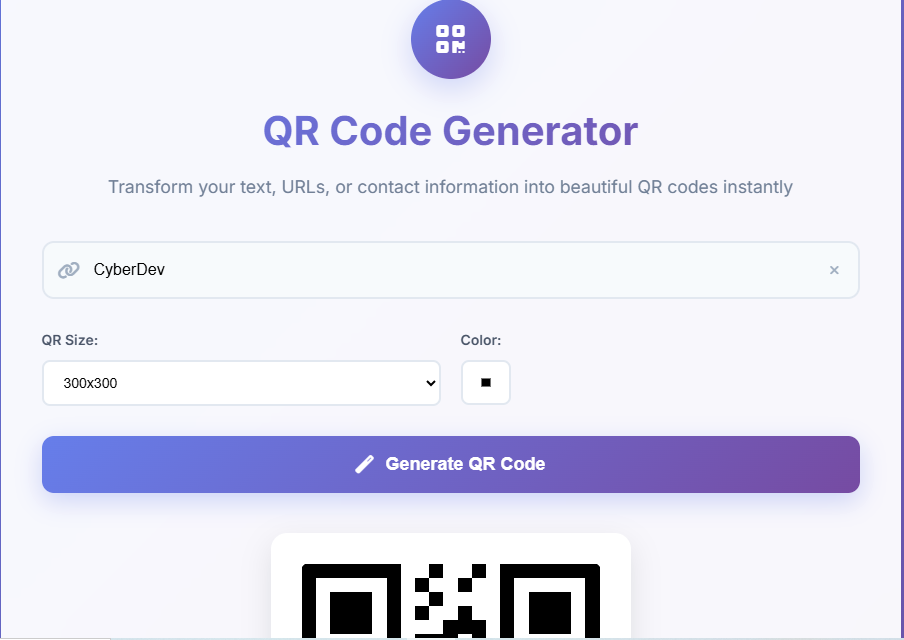 QR Code Generator
Transform your text, URLs, or contact information into beautiful QR codes instantly
CyberDev
QR Size:
Color:
300x300
Generate QR Code